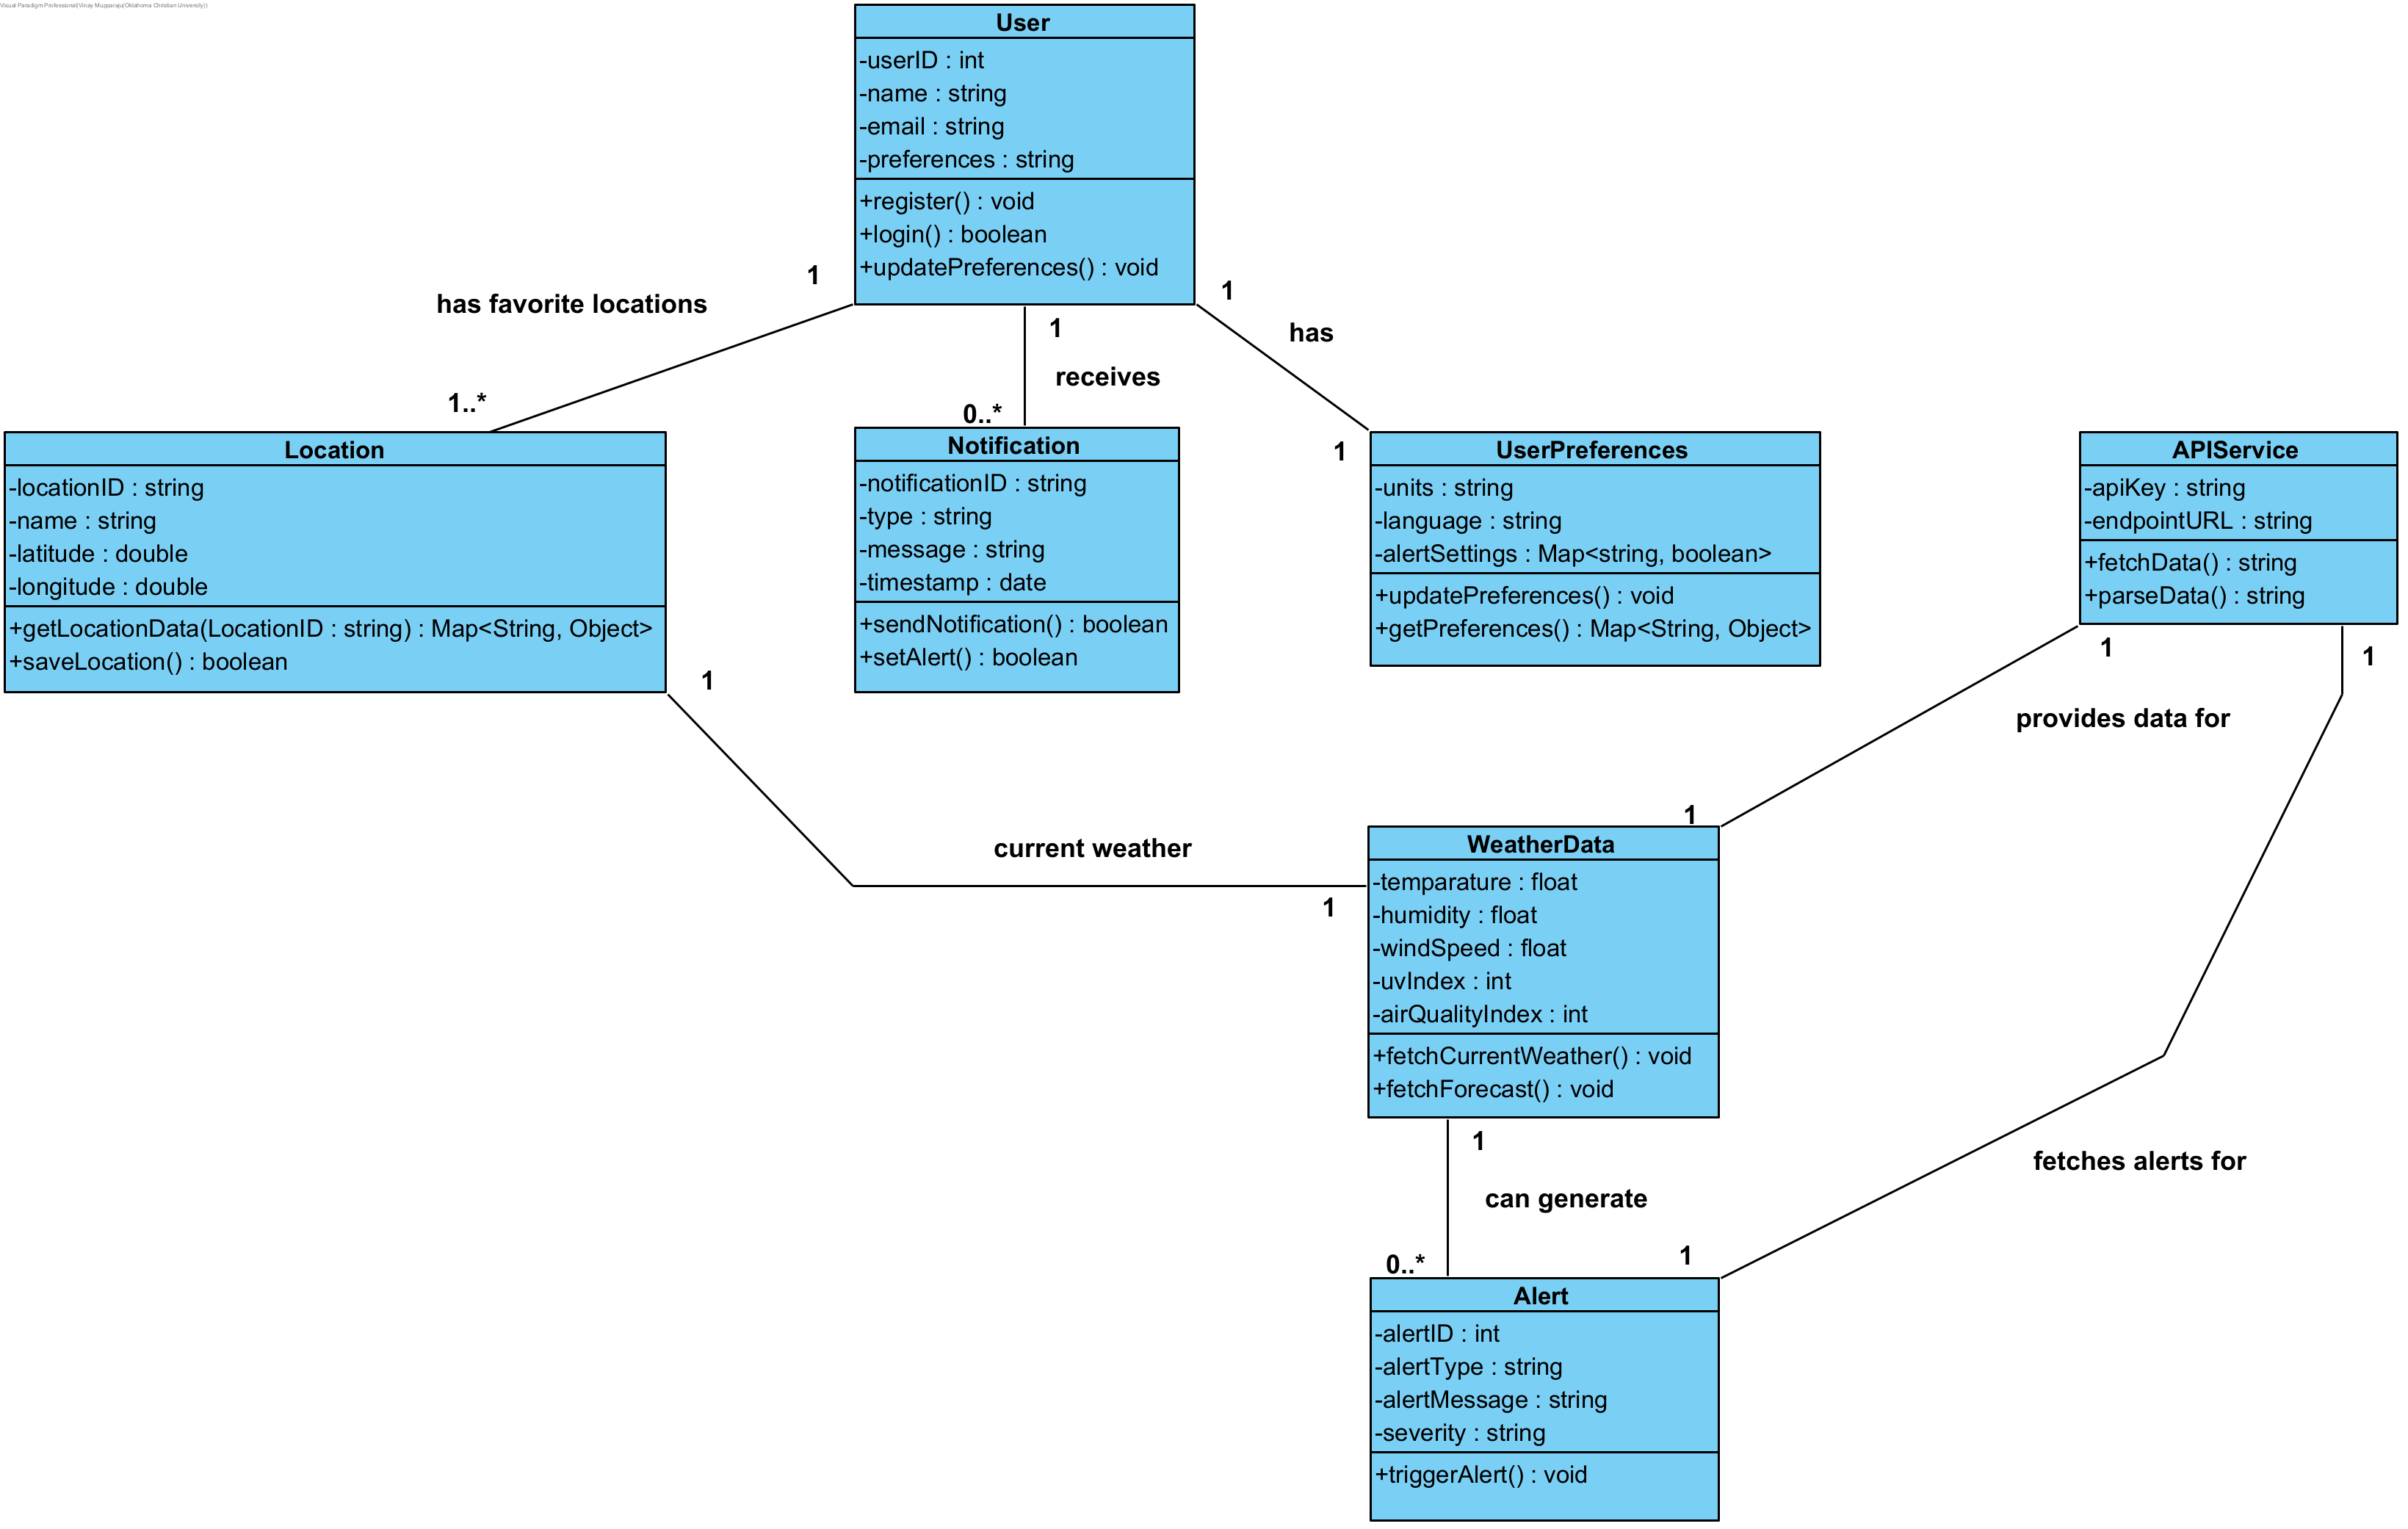 Visual Paradigm Professional(Vinay Mupparaju(Oklahoma Christian University))
User
-userID : int
-name : string
-email : string
-preferences : string
+register() : void
+login() : boolean
+updatePreferences() : void
1
1
1
has favorite locations
has
receives
1..*
0..*
1
Location
-locationID : string
-name : string
-latitude : double
-longitude : double
+getLocationData(LocationID : string) : Map<String, Object>
+saveLocation() : boolean
Notification
-notificationID : string
-type : string
-message : string
-timestamp : date
+sendNotification() : boolean
+setAlert() : boolean
UserPreferences
-units : string
-language : string
-alertSettings : Map<string, boolean>
+updatePreferences() : void
+getPreferences() : Map<String, Object>
APIService
-apiKey : string
-endpointURL : string
+fetchData() : string
+parseData() : string
1
1
1
provides data for
1
current weather
1
WeatherData
-temparature : float
-humidity : float
-windSpeed : float
-uvIndex : int
-airQualityIndex : int
+fetchCurrentWeather() : void
+fetchForecast() : void
1
can generate
fetches alerts for
0..*
1
Alert
-alertID : int
-alertType : string
-alertMessage : string
-severity : string
+triggerAlert() : void